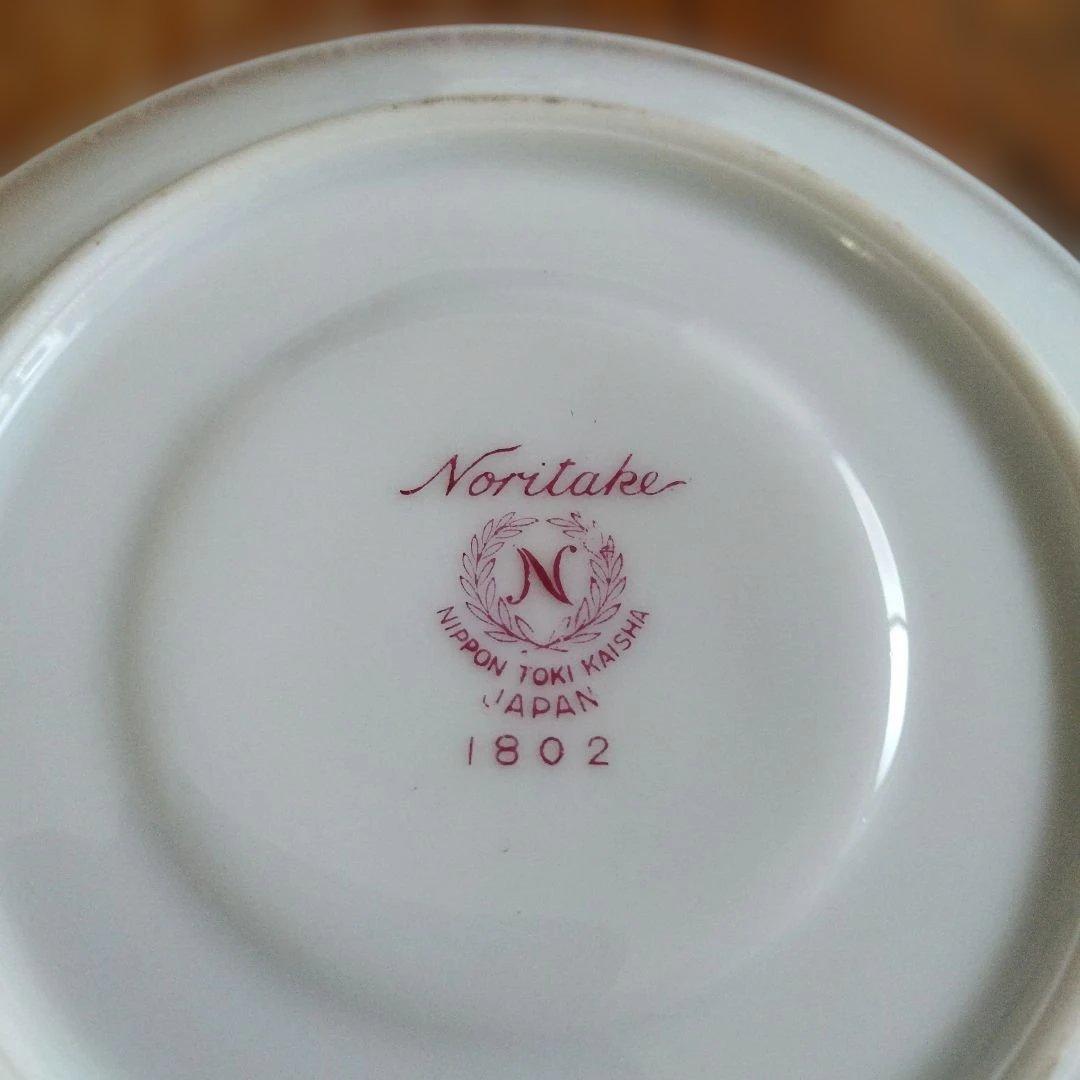 Noritake
N
NIPPON TOKI KAISHA
JAPAN
1802